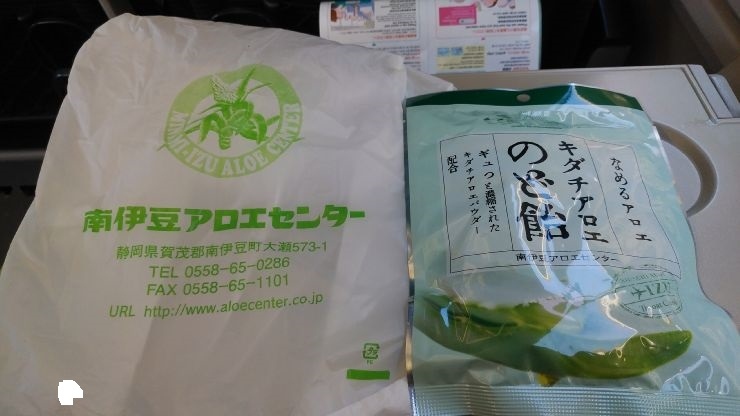 MINAMI-IZU ALOE CENTER
南伊豆アロエセンター
静岡県賀茂郡南伊豆町大瀬573-1
TEL 0558-65-0286
FAX 0558-65-1101
URL http://www.aloecenter.co.jp
プラ
PE
なめるアロエ
キダチアロエ
のど飴
ギュッと濃縮された
キダチアロエパウダー
配合
南伊豆アロエセンター